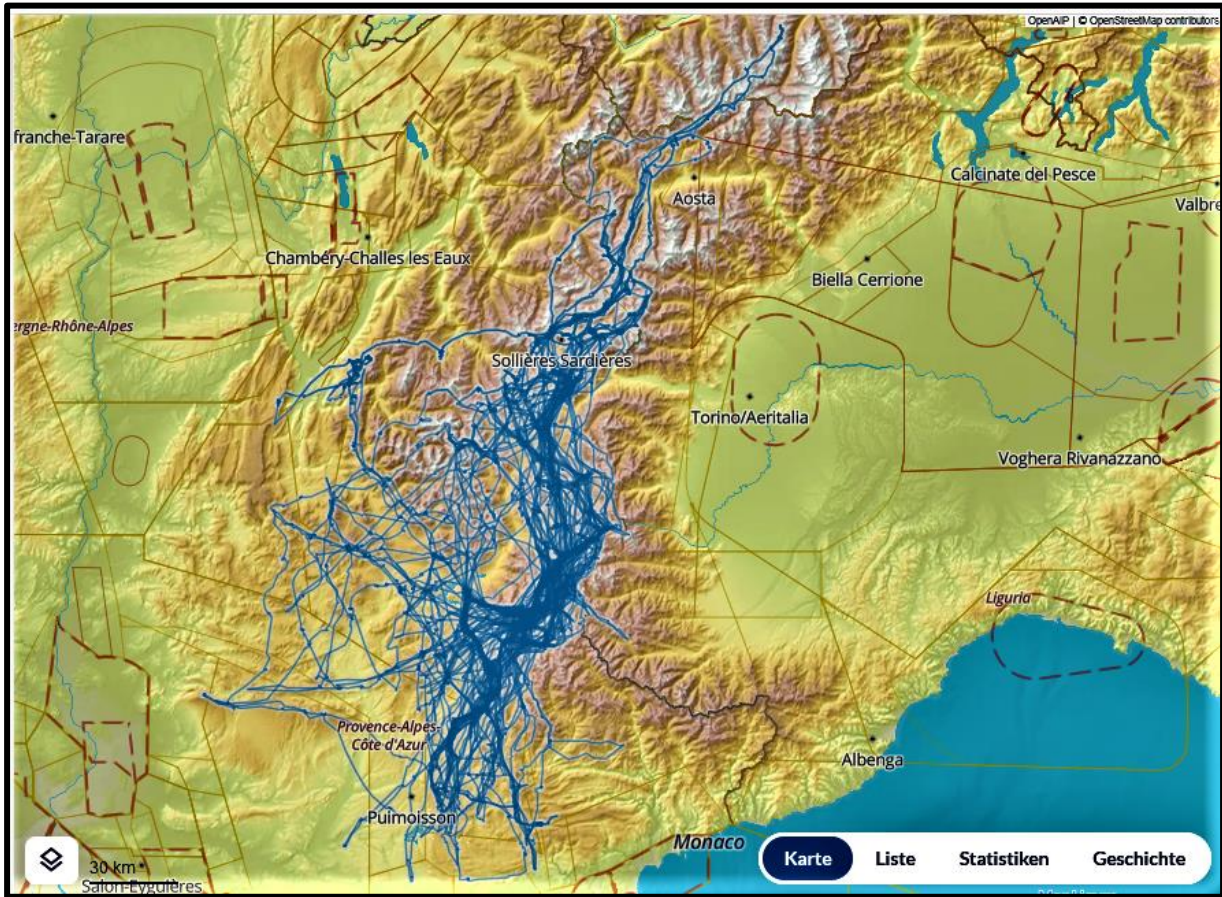 OpenAIP | © OpenStreetMap contributors
franche-Tarare
Calcinate del Pesce
Aosta
Valbre
Chambéry-Challes les Eaux
Biella Cerrione
ergne-Rhône-Alpes
Sollières Sardières
Torino/Aeritalia
Voghera Rivanazzano
Liguria
Provence-Alpes-
Côte d'Azur
Albenga
Puimoisson
Monaco
Karte
Liste
Statistiken
Geschichte
30 km
Salon-Eyguières